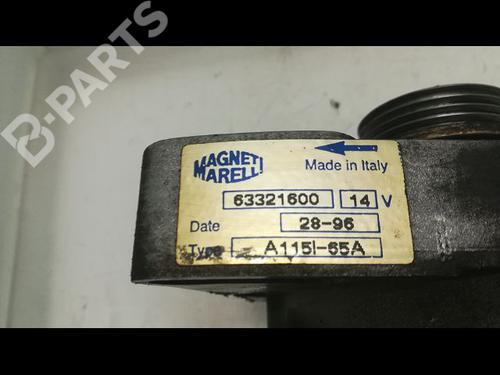 B-PARTS
MAGNETI
MARELLI
Made in Italy
63321600 14 V
Date 28-96
Type A115I-65A